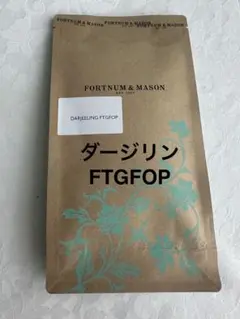 FORTNUM & MASON
DARJEELING FTGFOP
ダージリン
FTGFOP